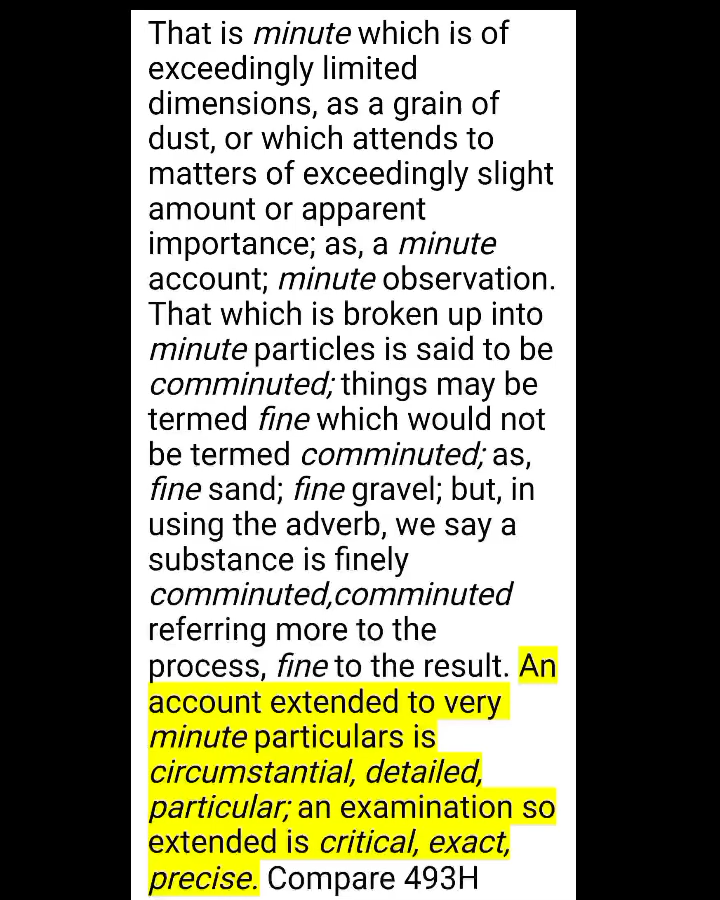 That is minute which is of
exceedingly limited
dimensions, as a grain of
dust, or which attends to
matters of exceedingly slight
amount or apparent
importance; as, a minute
account; minute observation.
That which is broken up into
minute particles is said to be
comminuted; things may be
termed fine which would not
be termed comminuted; as,
fine sand; fine gravel; but, in
using the adverb, we say a
substance is finely
comminuted,comminuted
referring more to the
process, fine to the result. An
account extended to very
minute particulars is
circumstantial, detailed,
particular; an examination so
extended is critical, exact,
precise. Compare 493H